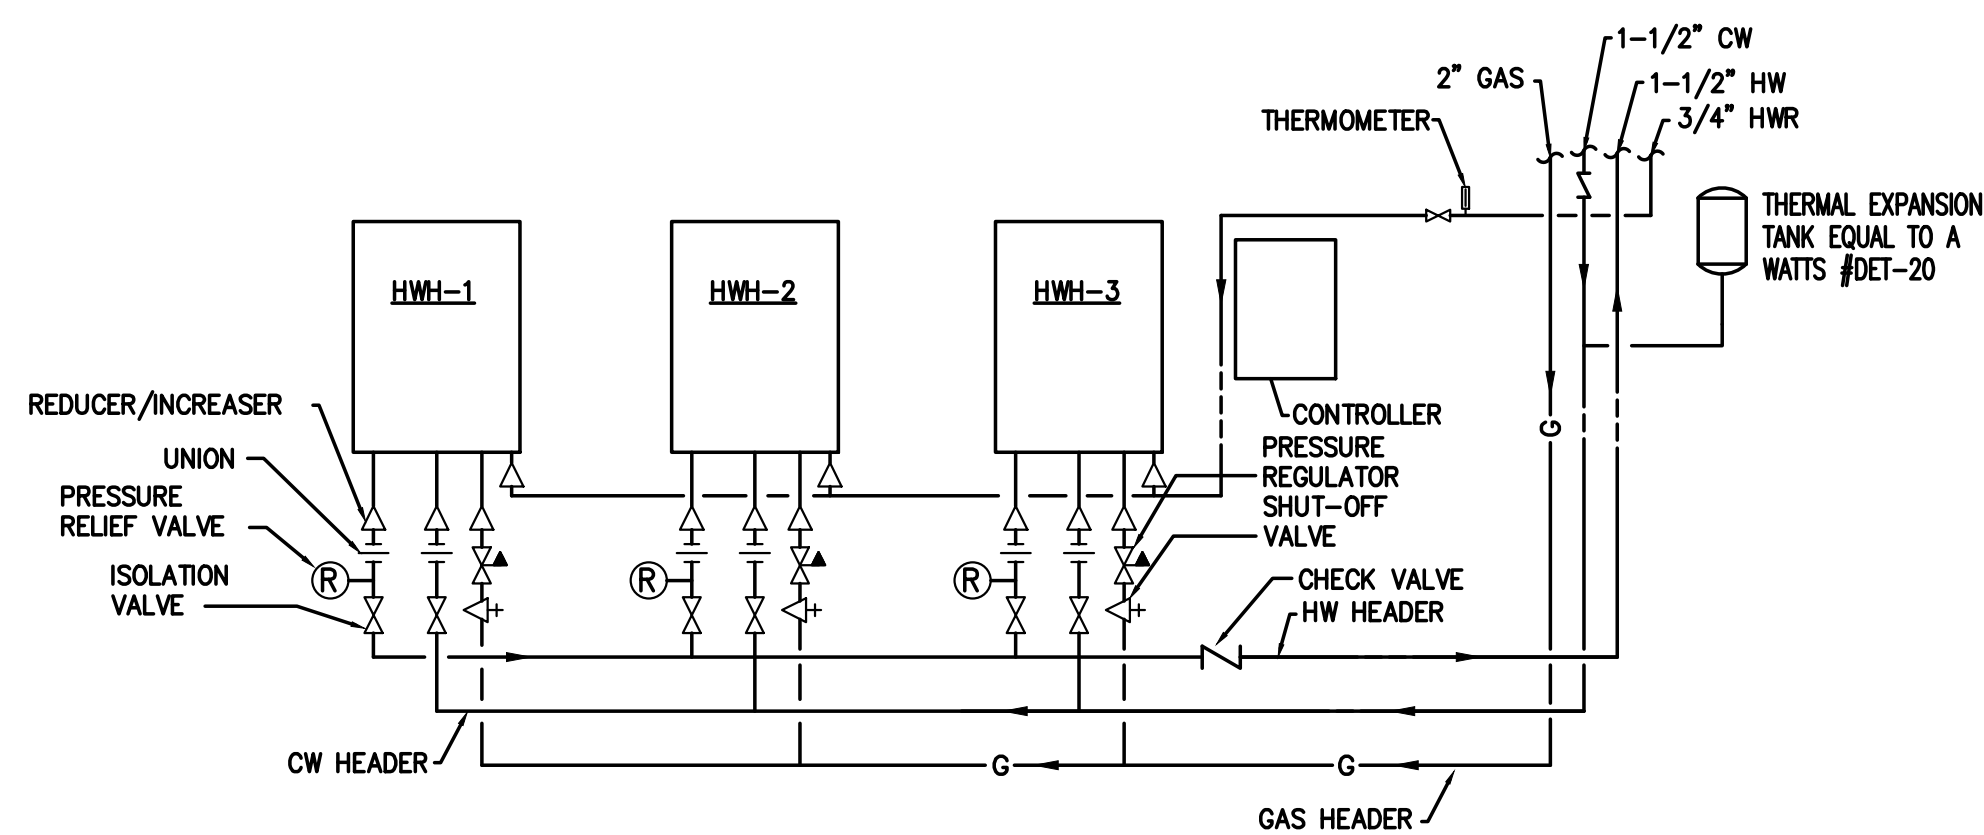 1-1/2" CW
2" GAS
1-1/2" HW
3/4" HWR
THERMOMETER
THERMAL EXPANSION
TANK EQUAL TO A
WATTS #DET-20
HWH-1
HWH-2
HWH-3
REDUCER/INCREASER
UNION
PRESSURE
RELIEF VALVE
ISOLATION
VALVE
CONTROLLER
PRESSURE
REGULATOR
SHUT-OFF
VALVE
G
R
R
R
CHECK VALVE
HW HEADER
CW HEADER
G
G
GAS HEADER